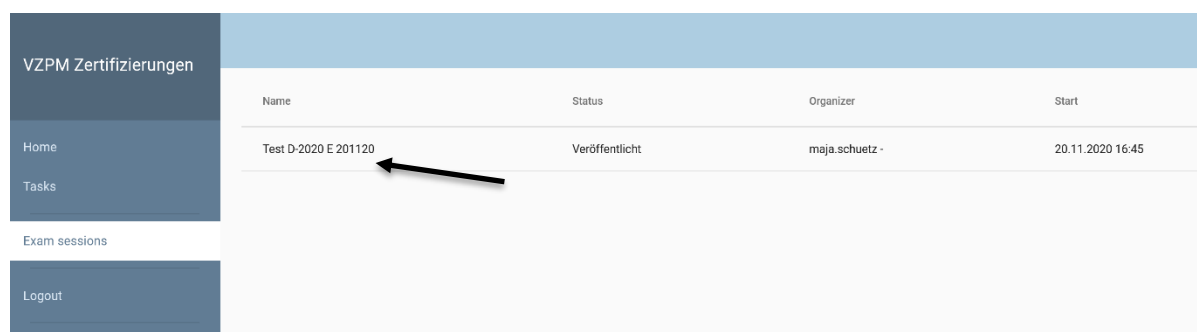 VZPM Zertifizierungen
Name Status Organizer Start
Test D-2020 E 201120 Veröffentlicht maja.schuetz - 20.11.2020 16:45
Home
Tasks
Exam sessions
Logout